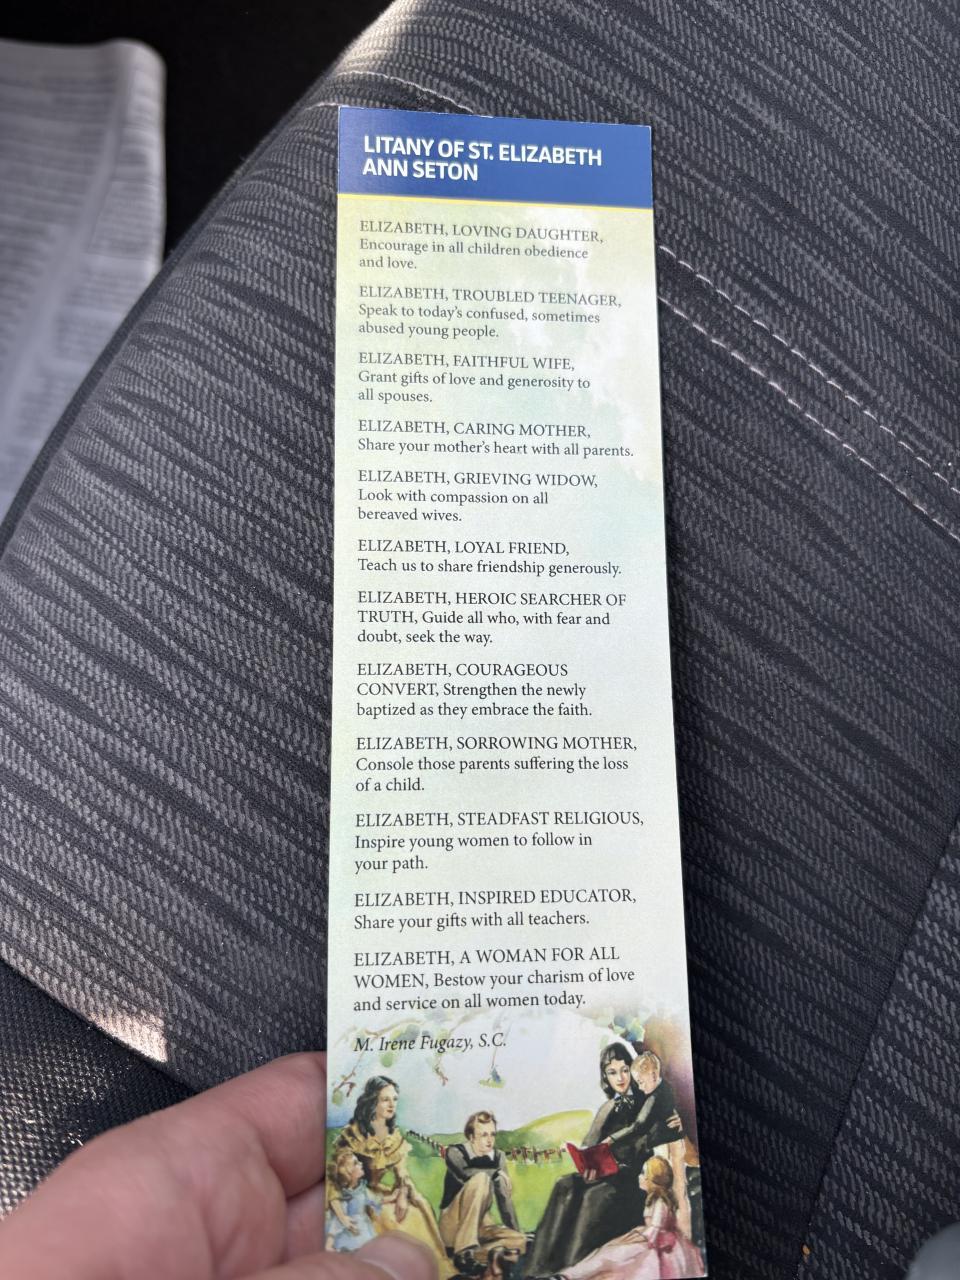 LITANY OF ST. ELIZABETH
ANN SETON
ELIZABETH, LOVING DAUGHTER,
Encourage in all children obedience
and love.
ELIZABETH, TROUBLED TEENAGER,
Speak to today's confused, sometimes
abused young people.
ELIZABETH, FAITHFUL WIFE,
Grant gifts of love and generosity to
all spouses.
ELIZABETH, CARING MOTHER,
Share your mother's heart with all parents.
ELIZABETH, GRIEVING WIDOW,
Look with compassion on all
bereaved wives.
ELIZABETH, LOYAL FRIEND,
Teach us to share friendship generously.
ELIZABETH, HEROIC SEARCHER OF
TRUTH, Guide all who, with fear and
doubt, seek the way.
ELIZABETH, COURAGEOUS
CONVERT, Strengthen the newly
baptized as they embrace the faith.
ELIZABETH, SORROWING MOTHER,
Console those parents suffering the loss
of a child.
ELIZABETH, STEADFAST RELIGIOUS,
Inspire young women to follow in
your path.
ELIZABETH, INSPIRED EDUCATOR,
Share your gifts with all teachers.
ELIZABETH, A WOMAN FOR ALL
WOMEN, Bestow your charism of love
and service on all women today.
M. Irene Fugazy, S.C.